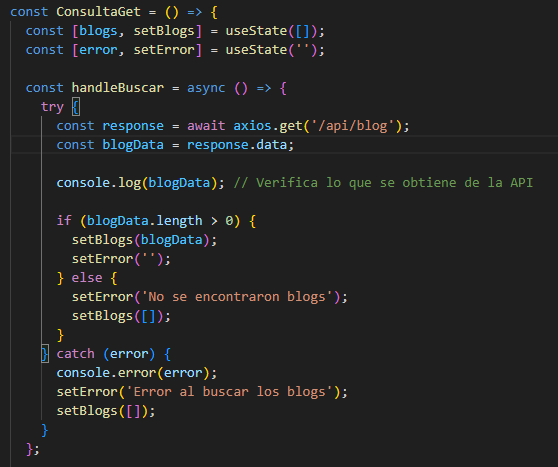 const ConsultaGet = () => {
const [blogs, setBlogs] = useState([]);
const [error, setError] = useState('');
const handleBuscar = async () => {
try {
const response = await axios.get('/api/blog');
const blogData = response.data;
console.log(blogData); // Verifica lo que se obtiene de la API
if (blogData.length > 0) {
setBlogs(blogData);
setError('');
} else {
setError('No se encontraron blogs');
setBlogs([]);
}
} catch (error) {
console.error(error);
setError('Error al buscar los blogs');
setBlogs([]);
}
};